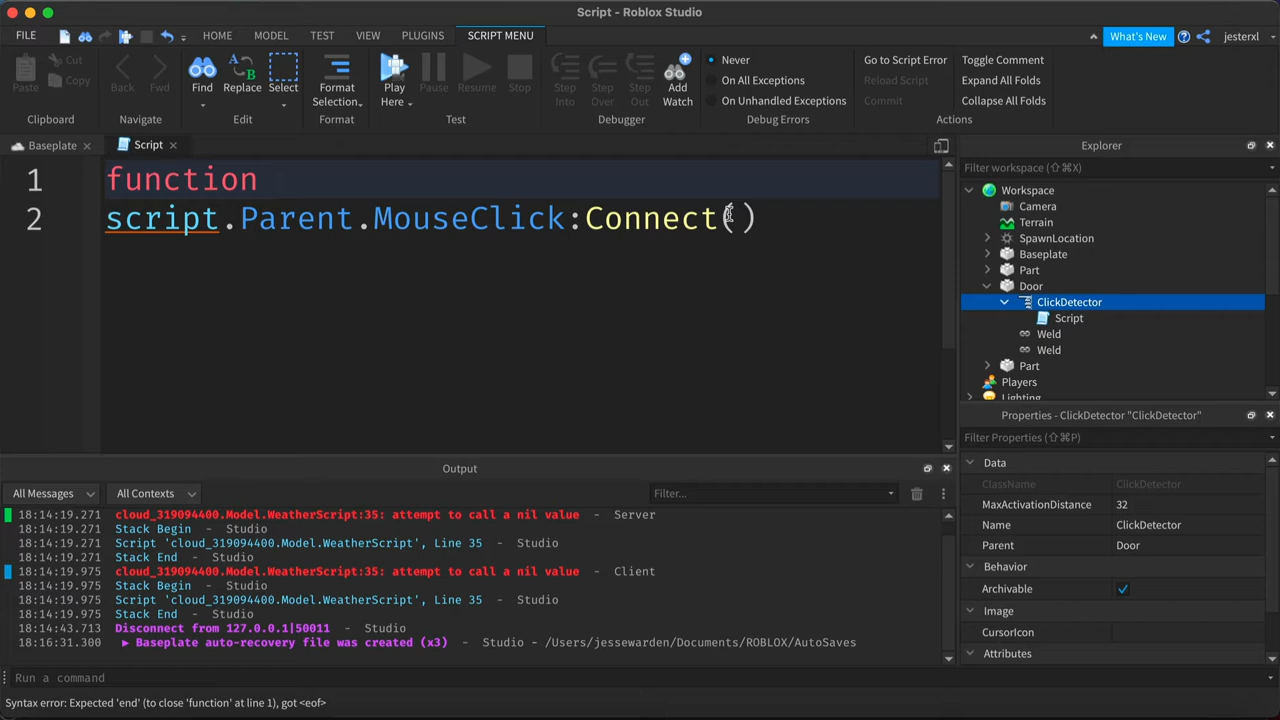 Script - Roblox Studio
FILE HOME MODEL TEST VIEW PLUGINS SCRIPT MENU What's New jesterxl
Paste Cut Copy Back Fwd Find Replace Select Format Selection Play Here Pause Resume Stop Step Into Step Over Step Out Add Watch
Never
On All Exceptions
On Unhandled Exceptions
Go to Script Error
Reload Script
Commit
Toggle Comment
Expand All Folds
Collapse All Folds
Clipboard Navigate Edit Format Test Debugger Debug Errors Actions
Baseplate Script
1 function
2 script.Parent.MouseClick:Connect()
Explorer
Filter workspace (⇧⌘X)
Workspace
Camera
Terrain
SpawnLocation
Baseplate
Part
Door
ClickDetector
Script
Weld
Weld
Part
Players
Lighting
Properties - ClickDetector "ClickDetector"
Filter Properties (⇧⌘P)
Data
ClassName ClickDetector
MaxActivationDistance 32
Name ClickDetector
Parent Door
Behavior
Archivable
Image
CursorIcon
Attributes
Output
All Messages All Contexts Filter...
18:14:19.271 cloud_319094400.Model.WeatherScript:35: attempt to call a nil value - Server
18:14:19.271 Stack Begin - Studio
18:14:19.271 Script 'cloud_319094400.Model.WeatherScript', Line 35 - Studio
18:14:19.271 Stack End - Studio
18:14:19.975 cloud_319094400.Model.WeatherScript:35: attempt to call a nil value - Client
18:14:19.975 Stack Begin - Studio
18:14:19.975 Script 'cloud_319094400.Model.WeatherScript', Line 35 - Studio
18:14:19.975 Stack End - Studio
18:14:43.713 Disconnect from 127.0.0.1|50011 - Studio
18:16:31.300 ▶ Baseplate auto-recovery file was created (x3) - Studio - /Users/jessewarden/Documents/ROBLOX/AutoSaves
Run a command
Syntax error: Expected 'end' (to close 'function' at line 1), got <eof>